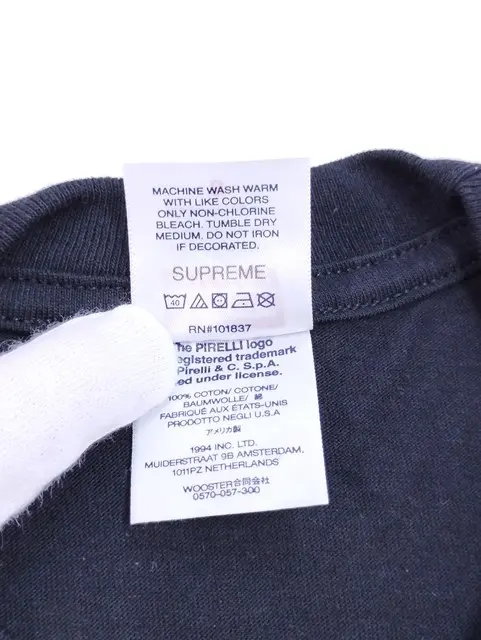 MACHINE WASH WARM
WITH LIKE COLORS
ONLY NON-CHLORINE
BLEACH. TUMBLE DRY
MEDIUM. DO NOT IRON
IF DECORATED.
SUPREME
40
RN#101837
he PIRELLI logo
egistered trademark
Pirelli & C. S.p.A.
ed under license.
100% COTON/ COTONE/
BAUMWOLLE/ 綿
FABRIQUÉ AUX ÉTATS-UNIS
PRODOTTO NEGLI U.S.A
アメリカ製
1994 INC. LTD.
MUIDERSTRAAT 9B AMSTERDAM,
1011PZ NETHERLANDS
WOOSTER合同会社
0570-057-300